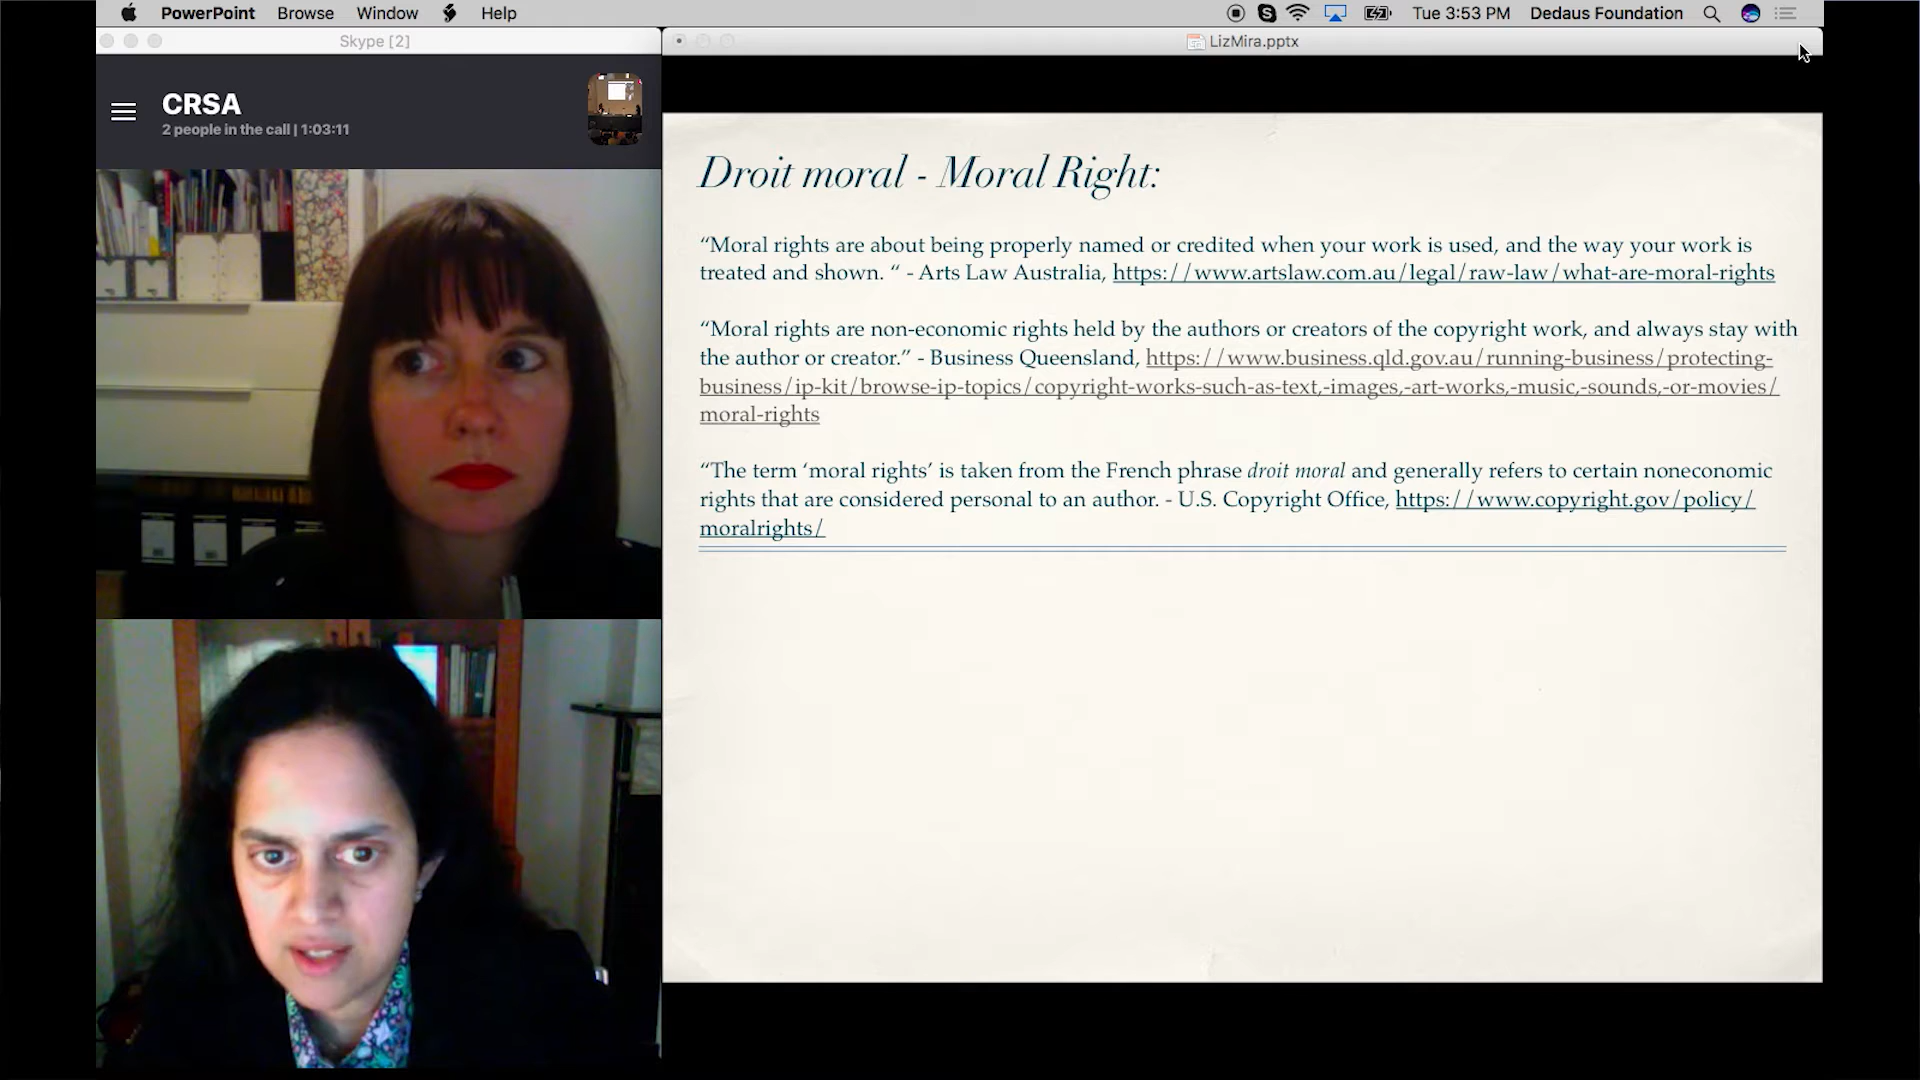 PowerPoint Browse Window Help Tue 3:53 PM Dedaus Foundation
Skype [2]
LizMira.pptx
CRSA
2 people in the call | 1:03:11
Droit moral - Moral Right:
“Moral rights are about being properly named or credited when your work is used, and the way your work is
treated and shown. “ - Arts Law Australia, https://www.artslaw.com.au/legal/raw-law/what-are-moral-rights
“Moral rights are non-economic rights held by the authors or creators of the copyright work, and always stay with
the author or creator.” - Business Queensland, https://www.business.qld.gov.au/running-business/protecting-
business/ip-kit/browse-ip-topics/copyright-works-such-as-text,-images,-art-works,-music,-sounds,-or-movies/
moral-rights
“The term ‘moral rights’ is taken from the French phrase droit moral and generally refers to certain noneconomic
rights that are considered personal to an author. - U.S. Copyright Office, https://www.copyright.gov/policy/
moralrights/